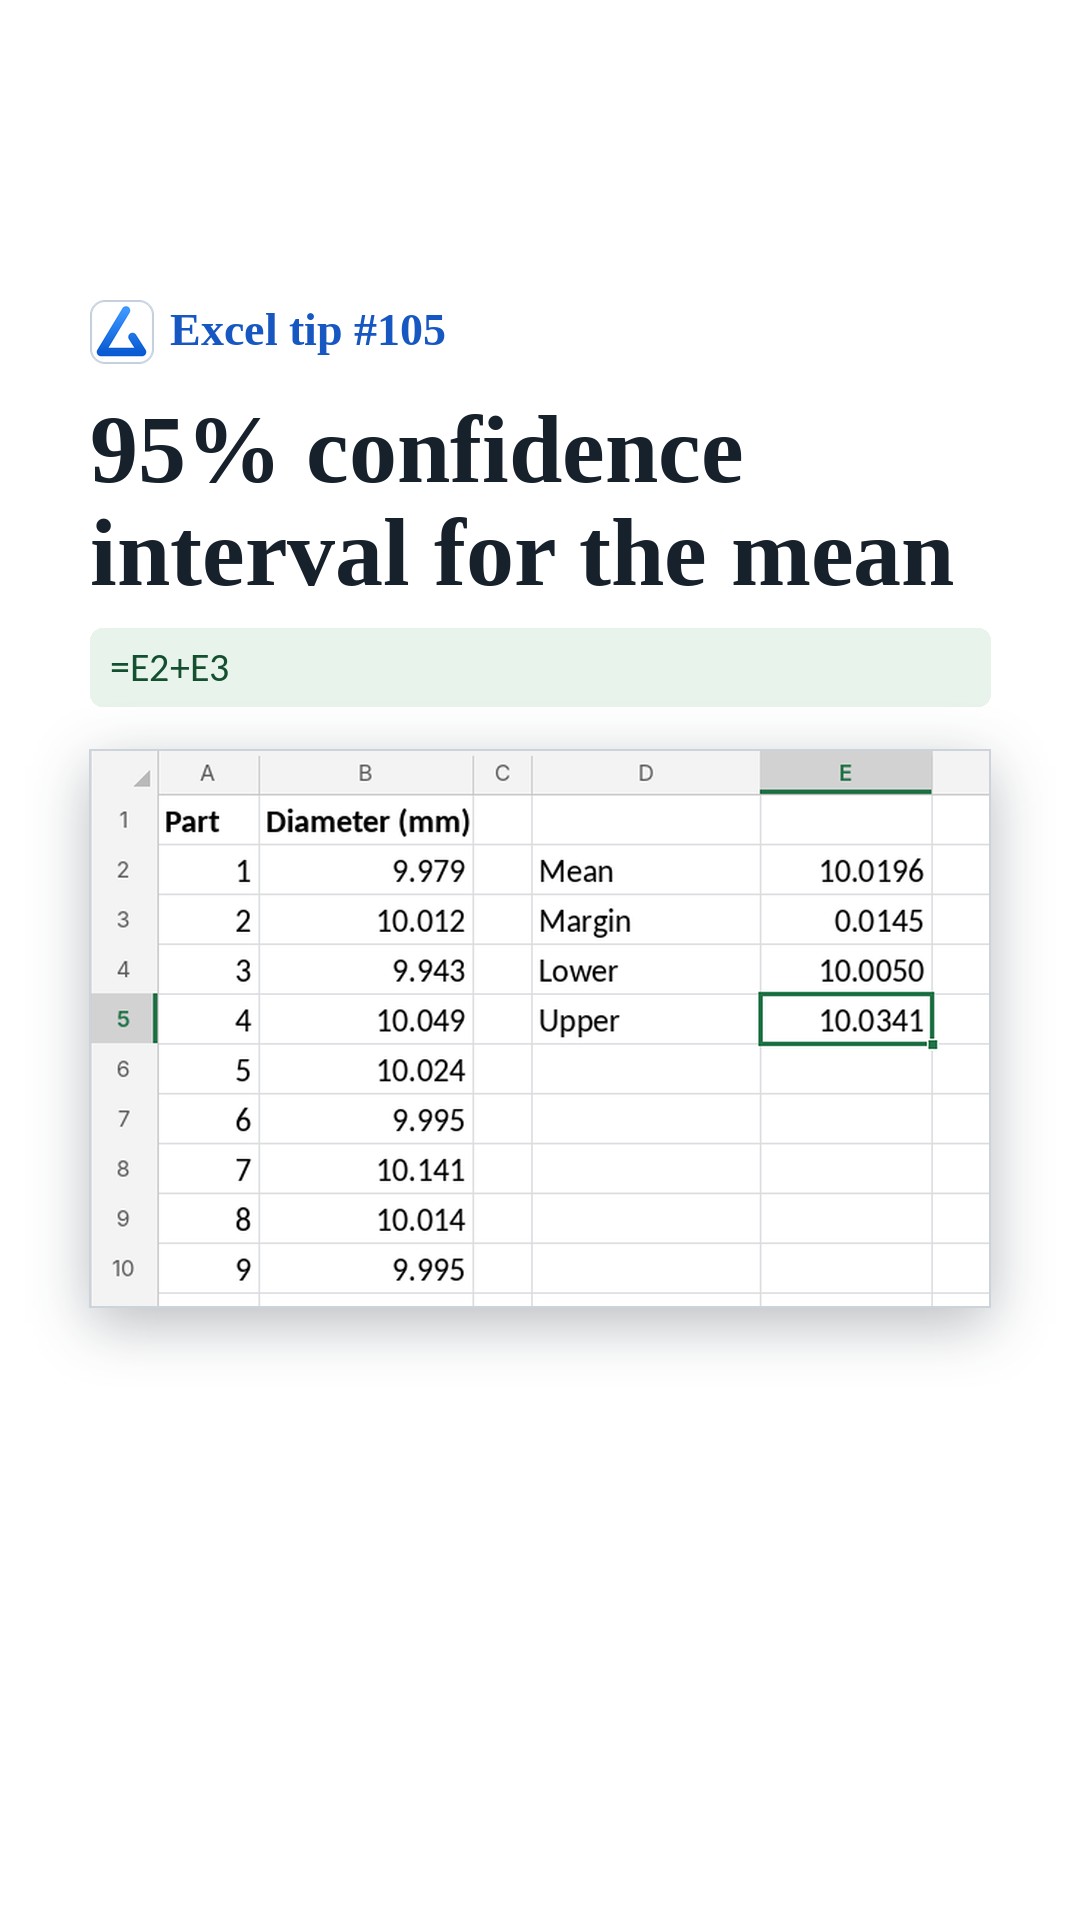 Excel tip #105
95% confidence
interval for the mean
=E2+E3
A B C D E
1 Part Diameter (mm)
2 1 9.979 Mean 10.0196
3 2 10.012 Margin 0.0145
4 3 9.943 Lower 10.0050
5 4 10.049 Upper 10.0341
6 5 10.024
7 6 9.995
8 7 10.141
9 8 10.014
10 9 9.995